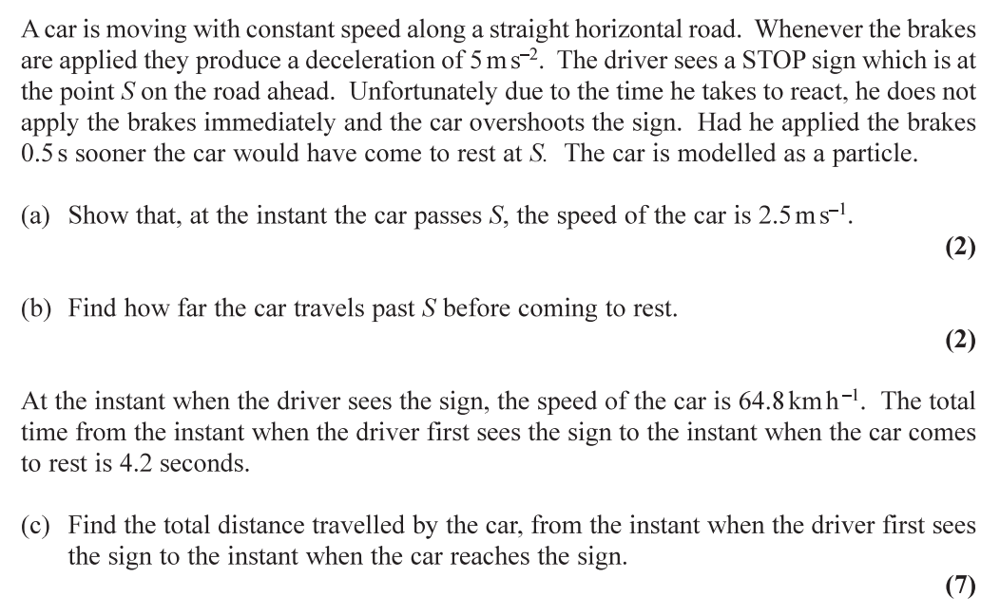 A car is moving with constant speed along a straight horizontal road. Whenever the brakes
are applied they produce a deceleration of 5 m s⁻². The driver sees a STOP sign which is at
the point S on the road ahead. Unfortunately due to the time he takes to react, he does not
apply the brakes immediately and the car overshoots the sign. Had he applied the brakes
0.5 s sooner the car would have come to rest at S. The car is modelled as a particle.
(a) Show that, at the instant the car passes S, the speed of the car is 2.5 m s⁻¹.
(2)
(b) Find how far the car travels past S before coming to rest.
(2)
At the instant when the driver sees the sign, the speed of the car is 64.8 km h⁻¹. The total
time from the instant when the driver first sees the sign to the instant when the car comes
to rest is 4.2 seconds.
(c) Find the total distance travelled by the car, from the instant when the driver first sees
the sign to the instant when the car reaches the sign.
(7)